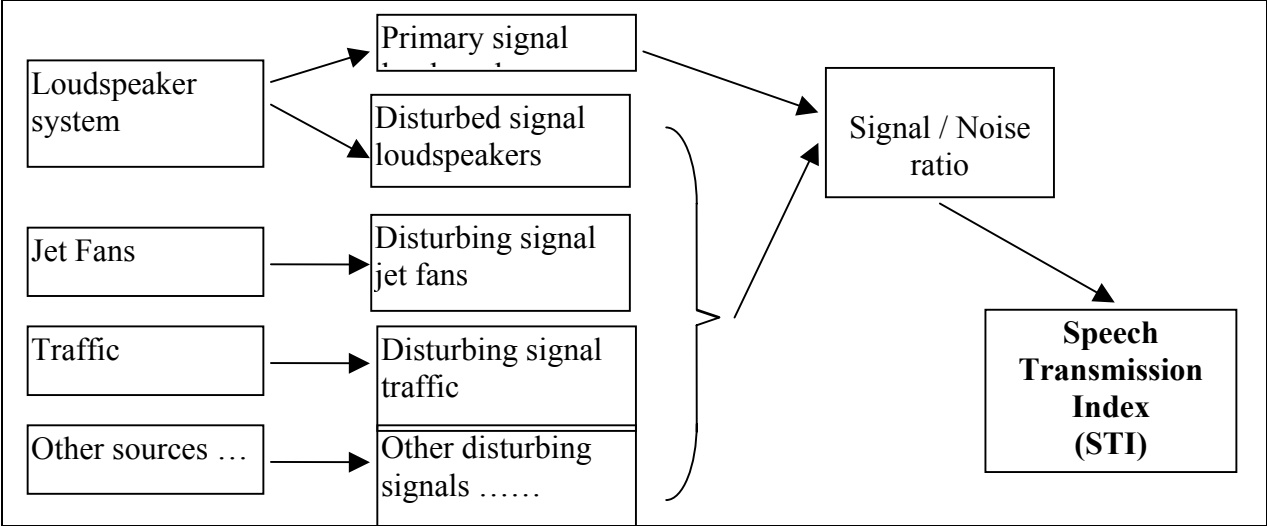 Loudspeaker
system
Primary signal
Disturbed signal
loudspeakers
Jet Fans
Disturbing signal
jet fans
Traffic
Disturbing signal
traffic
Other sources …
Other disturbing
signals ……
Signal / Noise
ratio
Speech
Transmission
Index
(STI)